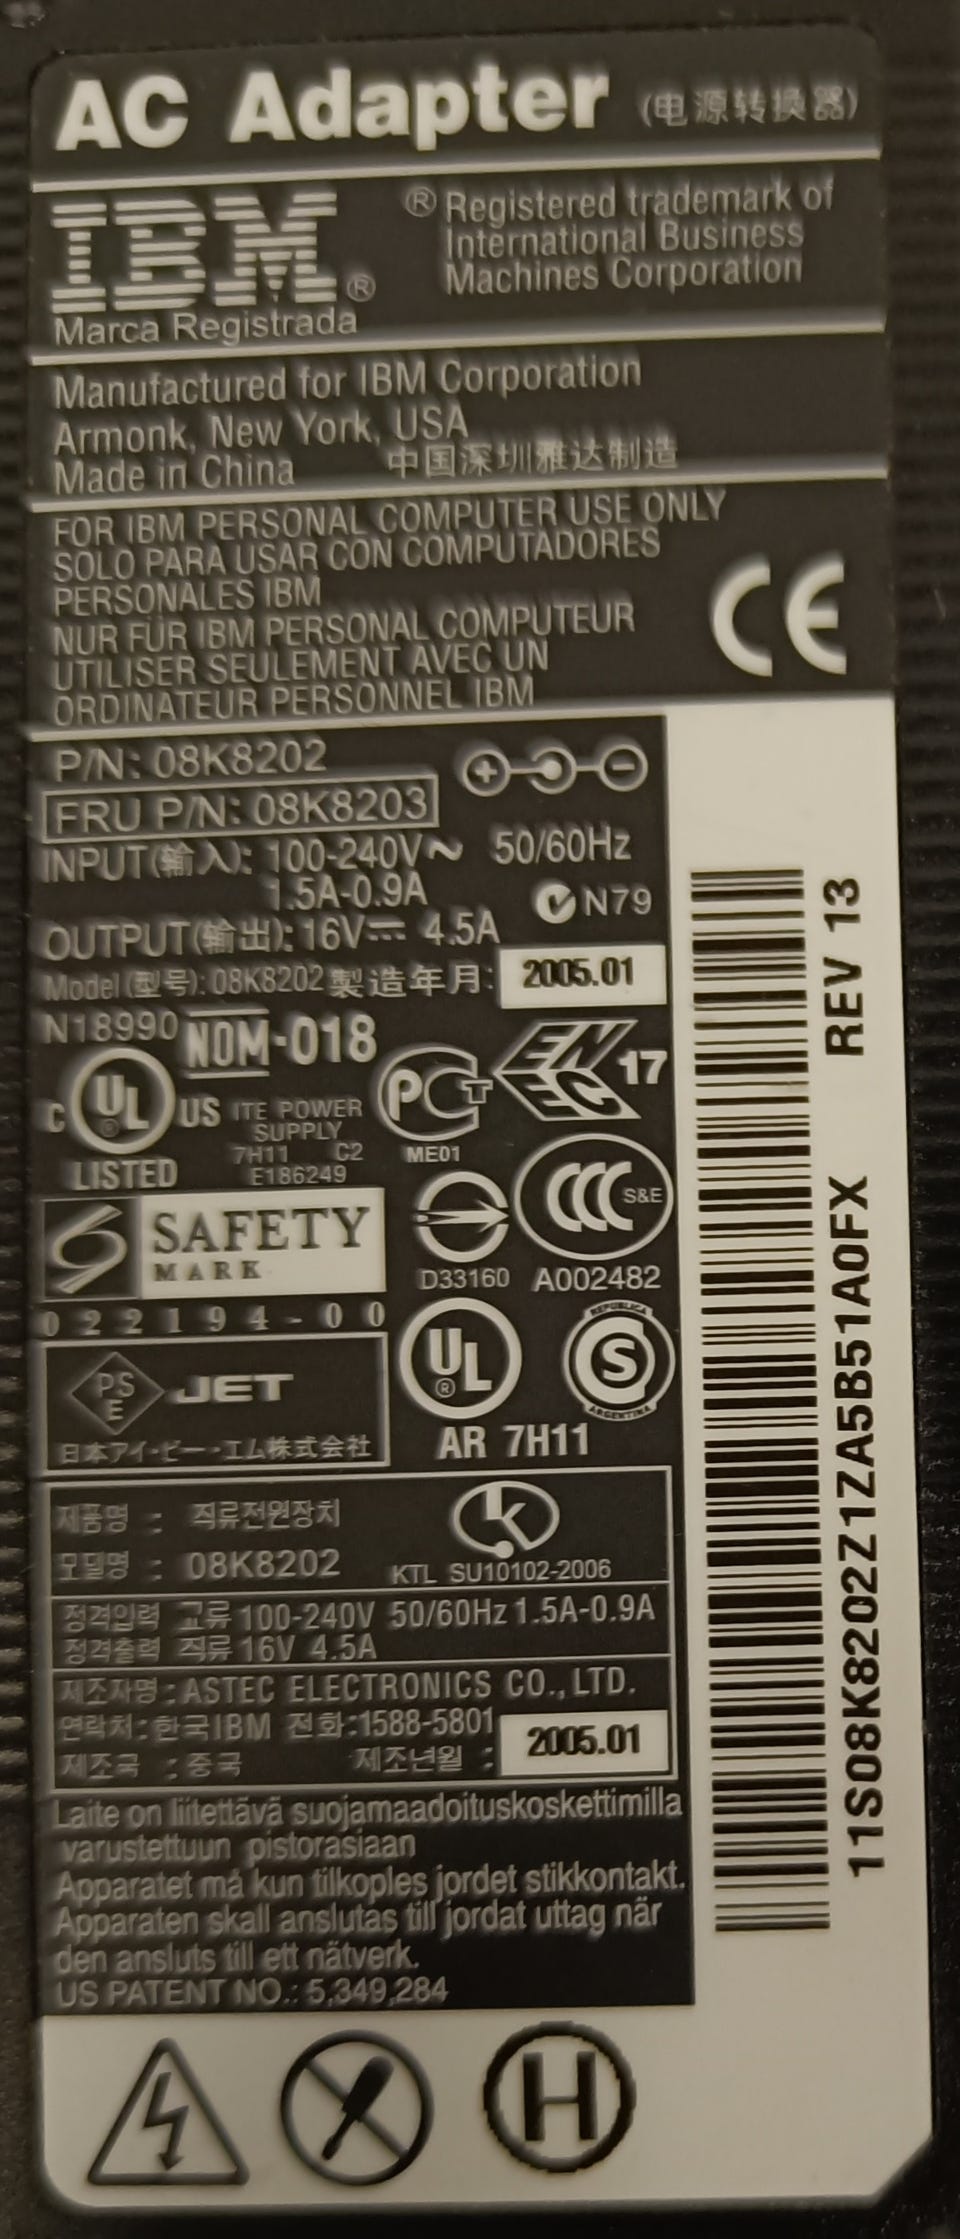 AC Adapter (电源转换器)
IBM®
® Registered trademark of
International Business
Machines Corporation
Marca Registrada
Manufactured for IBM Corporation
Armonk, New York, USA
Made in China 中国深圳雅达制造
FOR IBM PERSONAL COMPUTER USE ONLY
SOLO PARA USAR CON COMPUTADORES
PERSONALES IBM
NUR FÜR IBM PERSONAL COMPUTEUR
UTILISER SEULEMENT AVEC UN
ORDINATEUR PERSONNEL IBM
CE
P/N: 08K8202
FRU P/N: 08K8203
INPUT(输入): 100-240V~ 50/60Hz
1.5A-0.9A
N79
OUTPUT(输出): 16V⎓ 4.5A
Model (型号): 08K8202 製造年月: 2005.01
N18990 NOM-018
C UL® US LISTED
ITE POWER
SUPPLY
7H11 C2
E186249
PCT
ME01
ENEC 17
SAFETY
MARK
022194-00
D33160
CCC S&E
A002482
PSE JET
日本アイ・ビー・エム株式会社
UL®
REPUBLICA
S
ARGENTINA
AR 7H11
제품명 : 직류전원장치
모델명 : 08K8202
KTL SU10102-2006
정격입력 교류 100-240V 50/60Hz 1.5A-0.9A
정격출력 직류 16V 4.5A
제조자명 : ASTEC ELECTRONICS CO., LTD.
연락처 : 한국IBM 전화:1588-5801
제조국 : 중국 제조년월 : 2005.01
Laite on liitettävä suojamaadoituskoskettimilla
varustettuun pistorasiaan
Apparatet må kun tilkoples jordet stikkontakt.
Apparaten skall anslutas till jordat uttag när
den ansluts till ett nätverk.
US PATENT NO.: 5,349,284
H
11S08K8202Z1ZA5B51A0FX REV 13